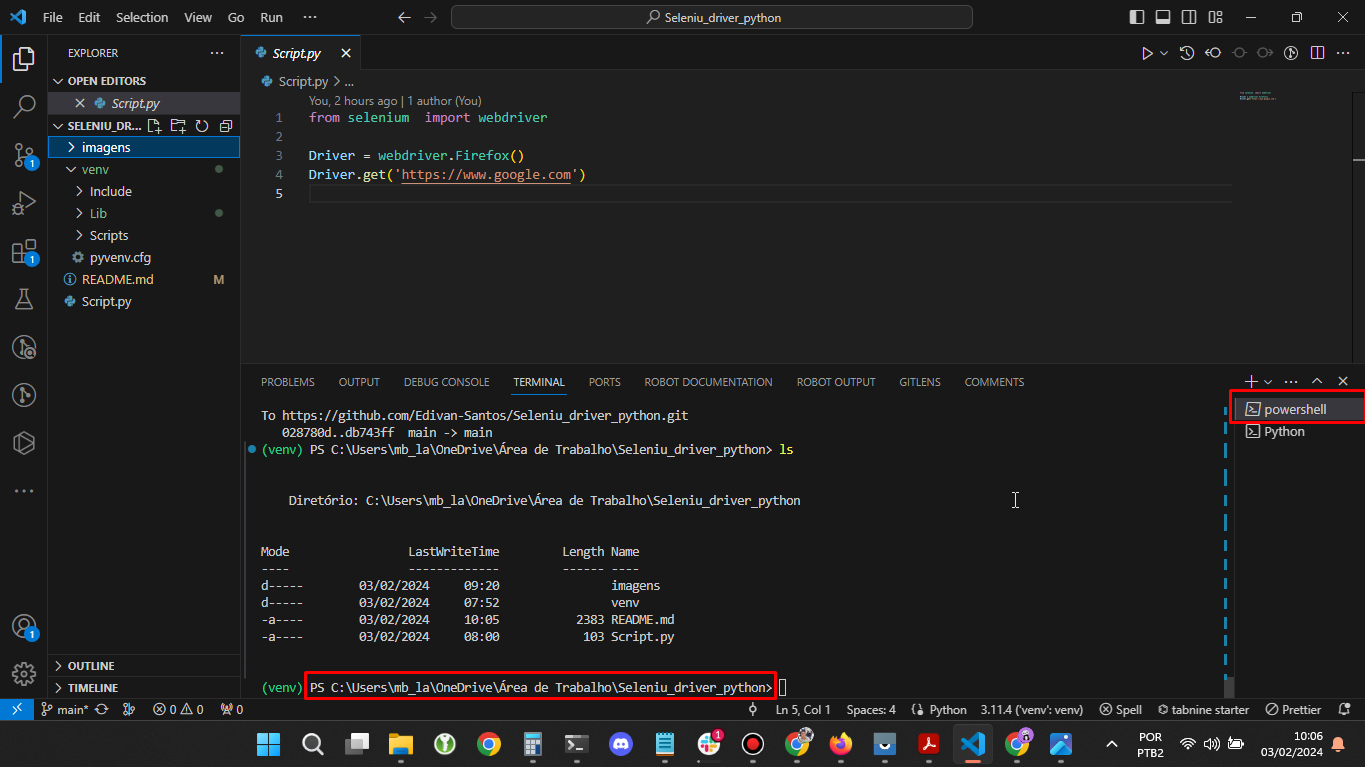 File Edit Selection View Go Run ··· Seleniu_driver_python
EXPLORER ···
OPEN EDITORS
Script.py
SELENIU_DR...
imagens
venv
Include
Lib
Scripts
pyvenv.cfg
README.md M
Script.py
OUTLINE
TIMELINE
1
1
1
Script.py
Script.py > ...
You, 2 hours ago | 1 author (You)
1 from selenium  import webdriver
2
3 Driver = webdriver.Firefox()
4 Driver.get('https://www.google.com')
5
PROBLEMS OUTPUT DEBUG CONSOLE TERMINAL PORTS ROBOT DOCUMENTATION ROBOT OUTPUT GITLENS COMMENTS
powershell
Python
To https://github.com/Edivan-Santos/Seleniu_driver_python.git
028780d..db743ff  main -> main
(venv) PS C:\Users\mb_la\OneDrive\Área de Trabalho\Seleniu_driver_python> ls
Diretório: C:\Users\mb_la\OneDrive\Área de Trabalho\Seleniu_driver_python
Mode LastWriteTime Length Name
---- ------------- ------ ----
d----- 03/02/2024 09:20 imagens
d----- 03/02/2024 07:52 venv
-a---- 03/02/2024 10:05 2383 README.md
-a---- 03/02/2024 08:00 103 Script.py
(venv) PS C:\Users\mb_la\OneDrive\Área de Trabalho\Seleniu_driver_python>
main* 0 0 0 Ln 5, Col 1 Spaces: 4 Python 3.11.4 ('venv': venv) Spell tabnine starter Prettier
1
POR
PTB2
10:06
03/02/2024